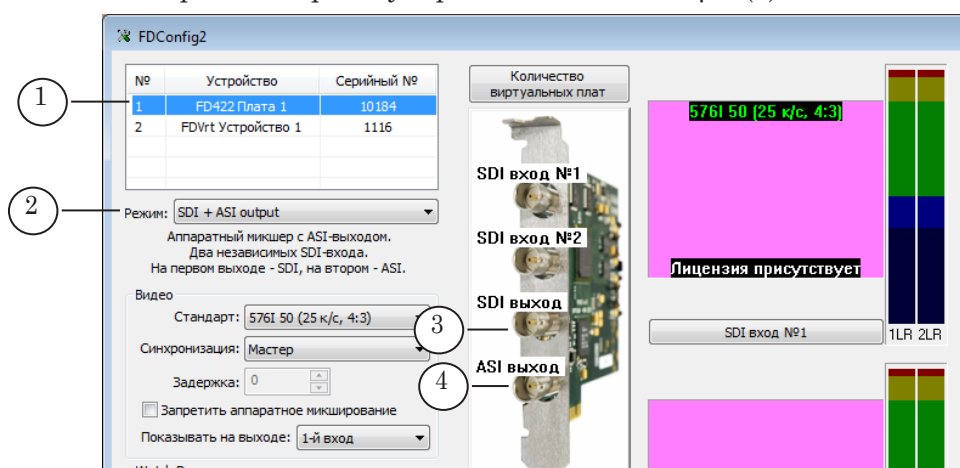 FDConfig2
№ Устройство Серийный №
1 FD422 Плата 1 10184
2 FDVrt Устройство 1 1116
1
2
Режим: SDI + ASI output
Аппаратный микшер с ASI-выходом.
Два независимых SDI-входа.
На первом выходе - SDI, на втором - ASI.
Видео
Стандарт: 576I 50 (25 к/с, 4:3)
Синхронизация: Мастер
Задержка: 0
Запретить аппаратное микширование
Показывать на выходе: 1-й вход
Количество
виртуальных плат
SDI вход №1
SDI вход №2
SDI выход
3
ASI выход
4
576I 50 (25 к/с, 4:3)
Лицензия присутствует
SDI вход №1
1LR 2LR